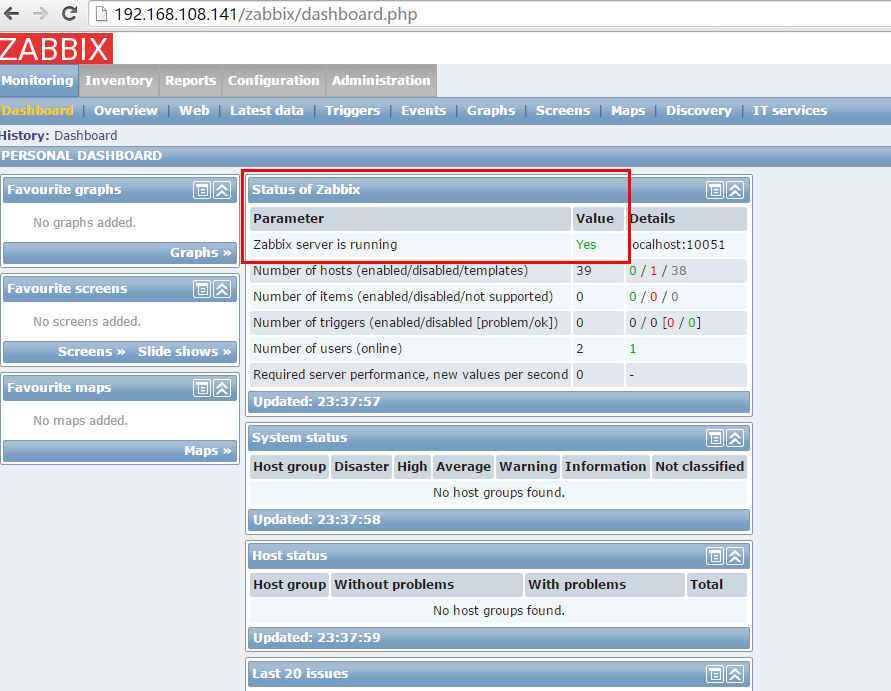 192.168.108.141/zabbix/dashboard.php
ZABBIX
Monitoring Inventory Reports Configuration Administration
Dashboard | Overview | Web | Latest data | Triggers | Events | Graphs | Screens | Maps | Discovery | IT services
History: Dashboard
PERSONAL DASHBOARD
Favourite graphs
No graphs added.
Graphs »
Favourite screens
No screens added.
Screens » Slide shows »
Favourite maps
No maps added.
Maps »
Status of Zabbix
Parameter Value Details
Zabbix server is running Yes localhost:10051
Number of hosts (enabled/disabled/templates) 39 0 / 1 / 38
Number of items (enabled/disabled/not supported) 0 0 / 0 / 0
Number of triggers (enabled/disabled [problem/ok]) 0 0 / 0 [0 / 0]
Number of users (online) 2 1
Required server performance, new values per second 0 -
Updated: 23:37:57
System status
Host group Disaster High Average Warning Information Not classified
No host groups found.
Updated: 23:37:58
Host status
Host group Without problems With problems Total
No host groups found.
Updated: 23:37:59
Last 20 issues